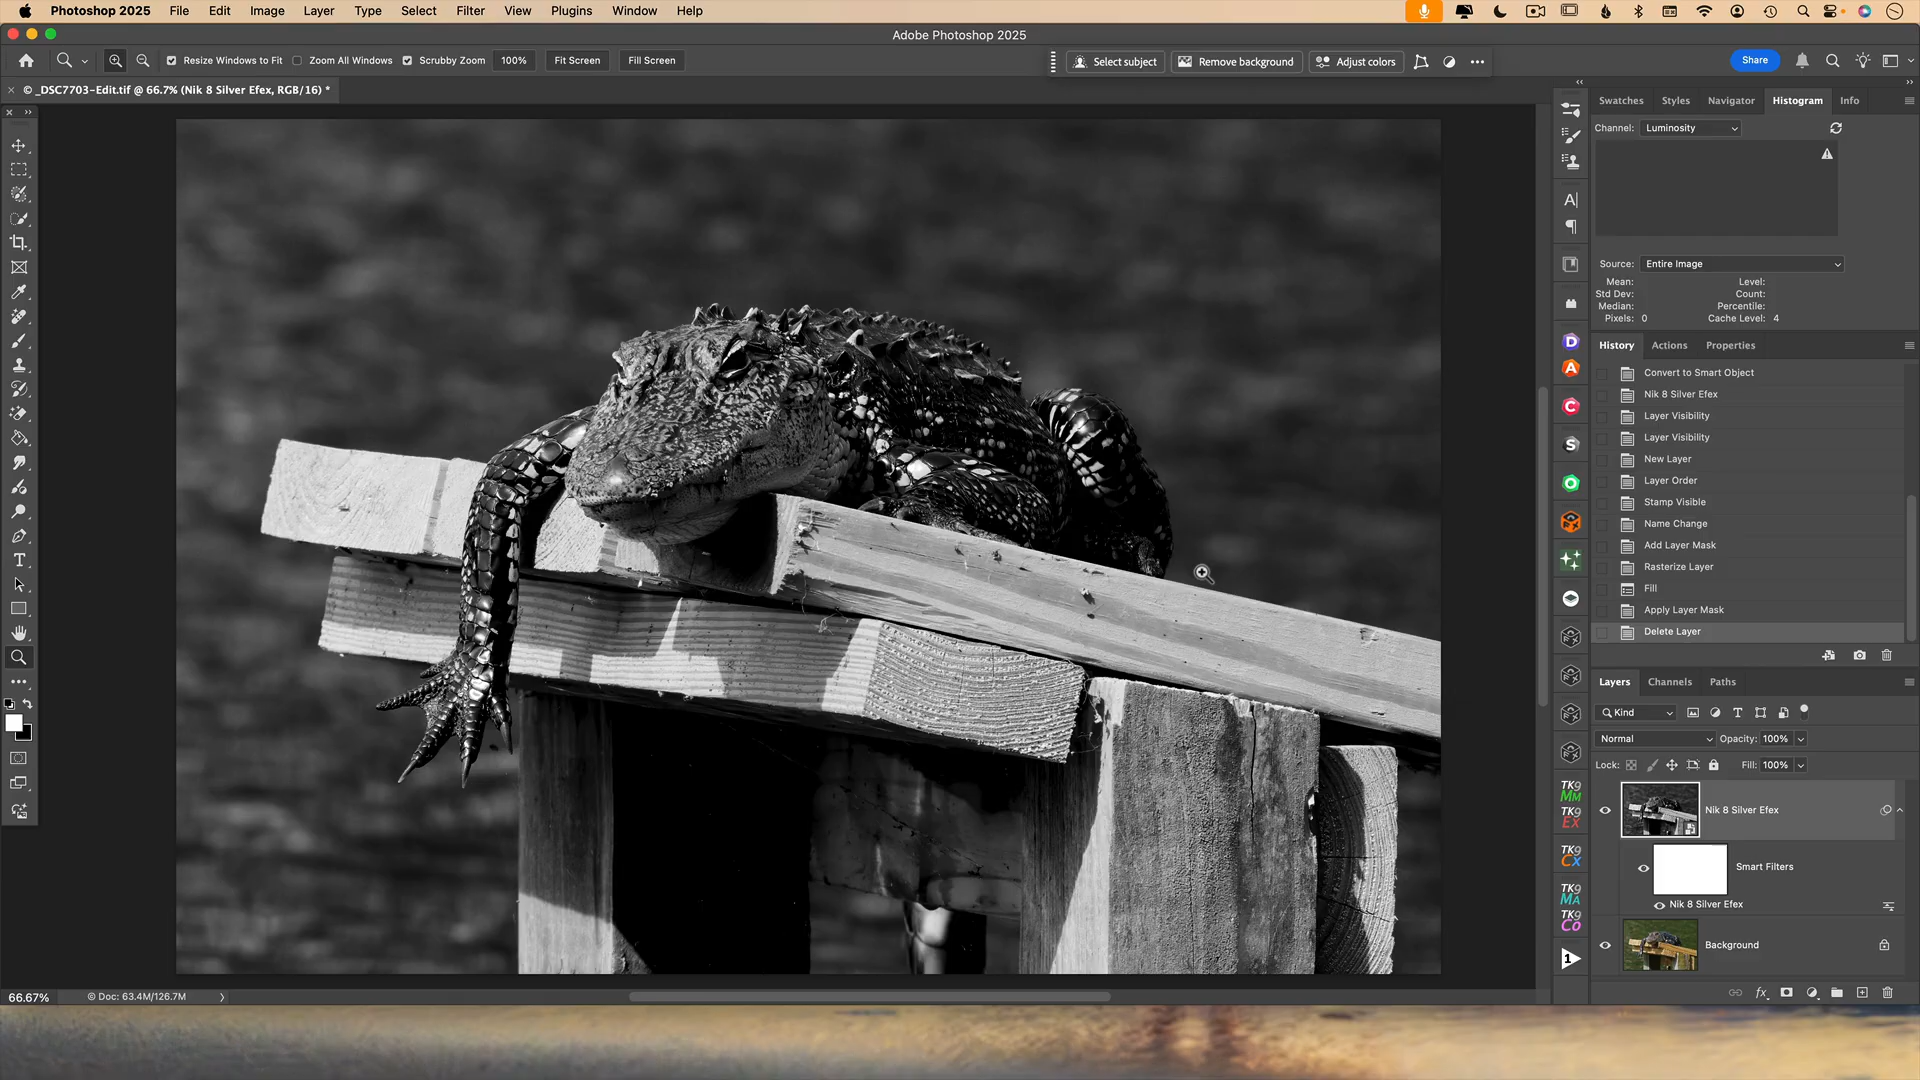 Photoshop 2025 File Edit Image Layer Type Select Filter View Plugins Window Help
Adobe Photoshop 2025
Resize Windows to Fit Zoom All Windows Scrubby Zoom 100% Fit Screen Fill Screen
Select subject Remove background Adjust colors
Share
© _DSC7703-Edit.tif @ 66.7% (Nik 8 Silver Efex, RGB/16) *
Swatches Styles Navigator Histogram Info
Channel: Luminosity
Source: Entire Image
Mean: Level:
Std Dev: Count:
Median: Percentile:
Pixels: 0 Cache Level: 4
History Actions Properties
Convert to Smart Object
Nik 8 Silver Efex
Layer Visibility
Layer Visibility
New Layer
Layer Order
Stamp Visible
Name Change
Add Layer Mask
Rasterize Layer
Fill
Apply Layer Mask
Delete Layer
Layers Channels Paths
Kind
Normal Opacity: 100%
Lock: Fill: 100%
Nik 8 Silver Efex
Smart Filters
Nik 8 Silver Efex
Background
A|
D
A
C
S
O
TK9
MM
TK9
Ex
TK9
Cx
TK9
MA
TK9
Co
1
T
66.67% © Doc: 63.4M/126.7M
fx